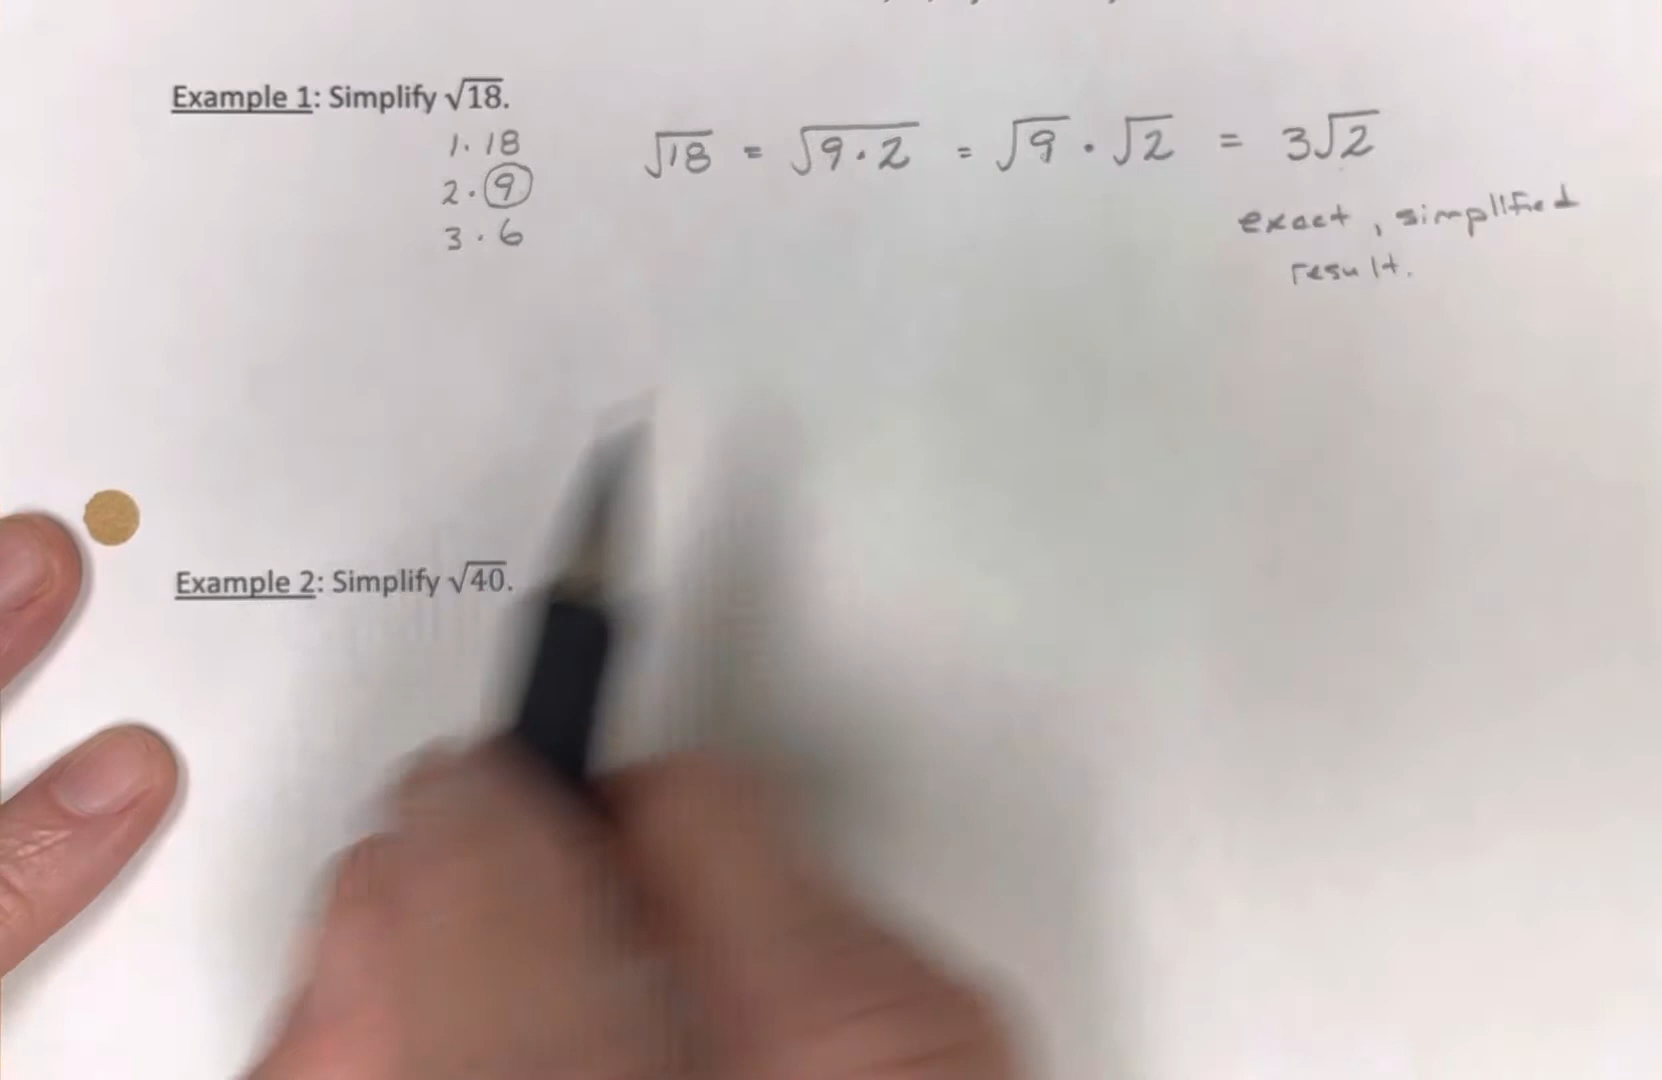 Example 1: Simplify √18.
1. 18
2 · 9
3 · 6
√18 = √9·2 = √9 · √2 = 3√2
exact, simplified
result.
Example 2: Simplify √40.